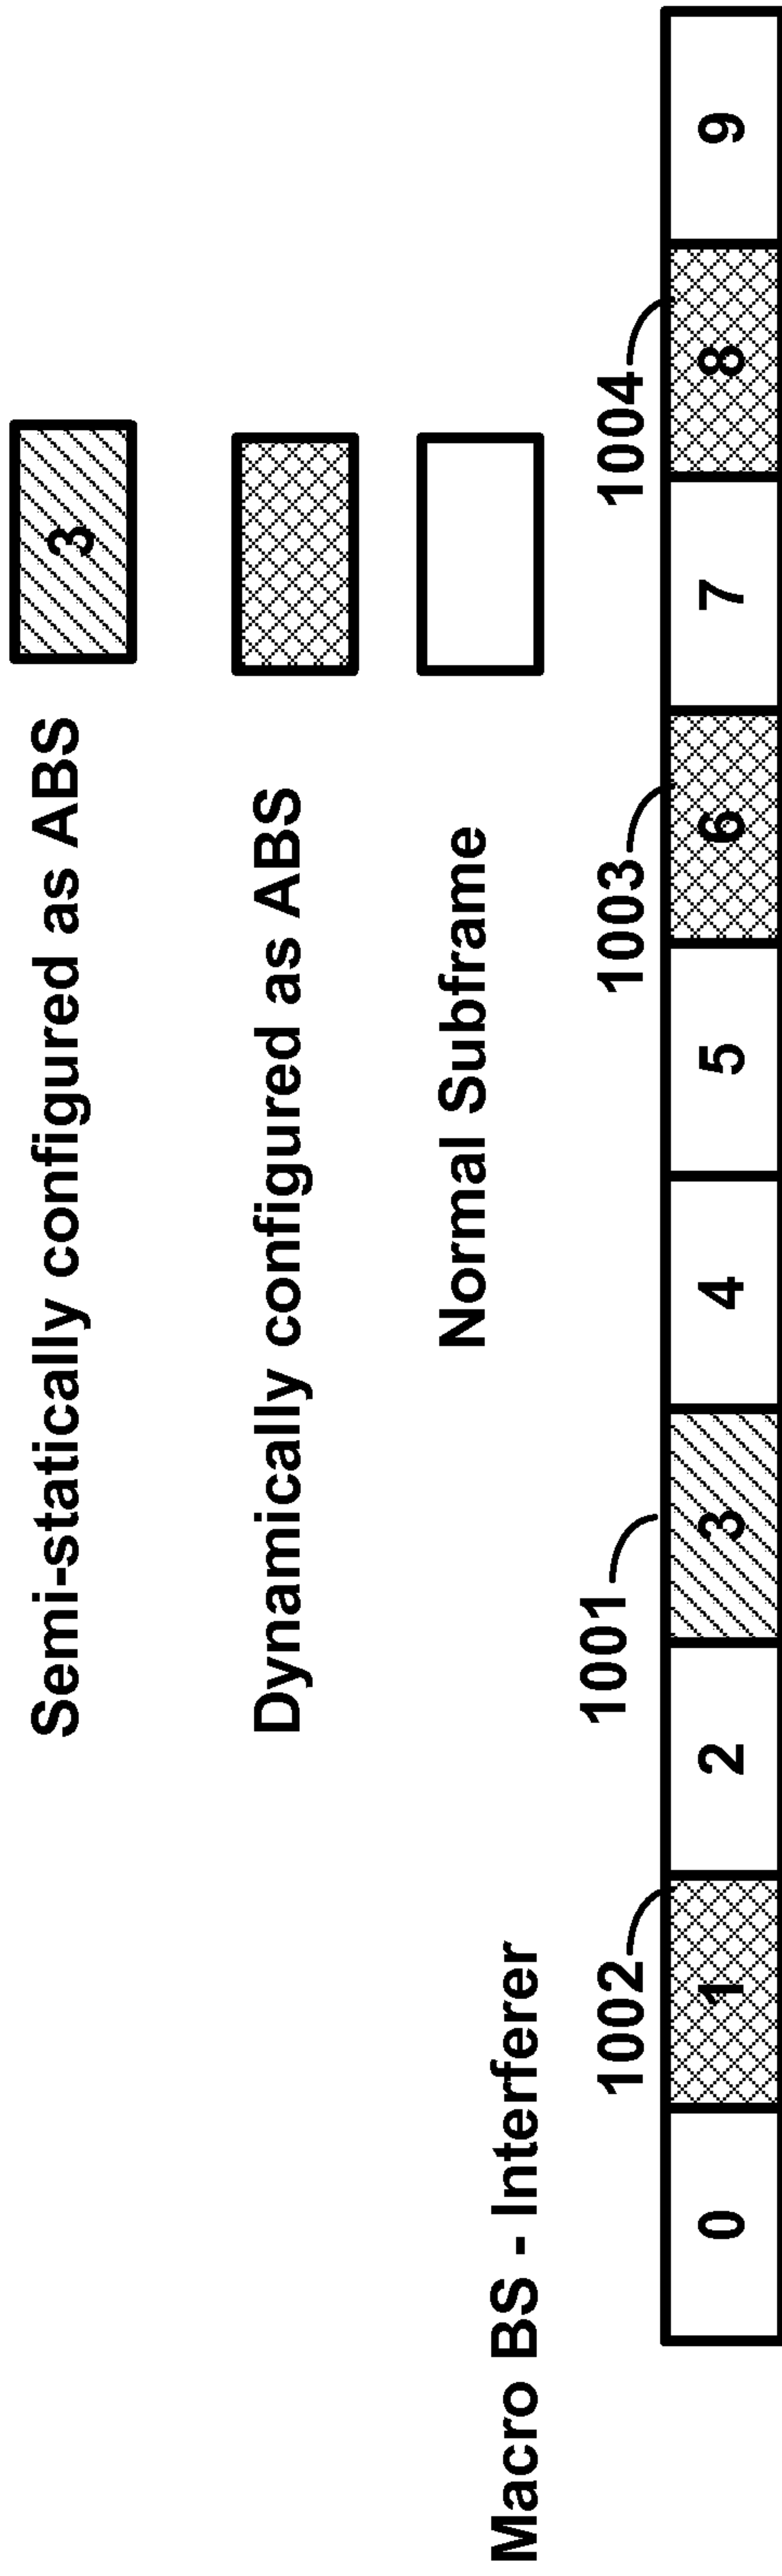 Semi-statically configured as ABS
3
Dynamically configured as ABS
Normal Subframe
Macro BS - Interferer
1002
1001
1003
1004
0 1 2 3 4 5 6 7 8 9